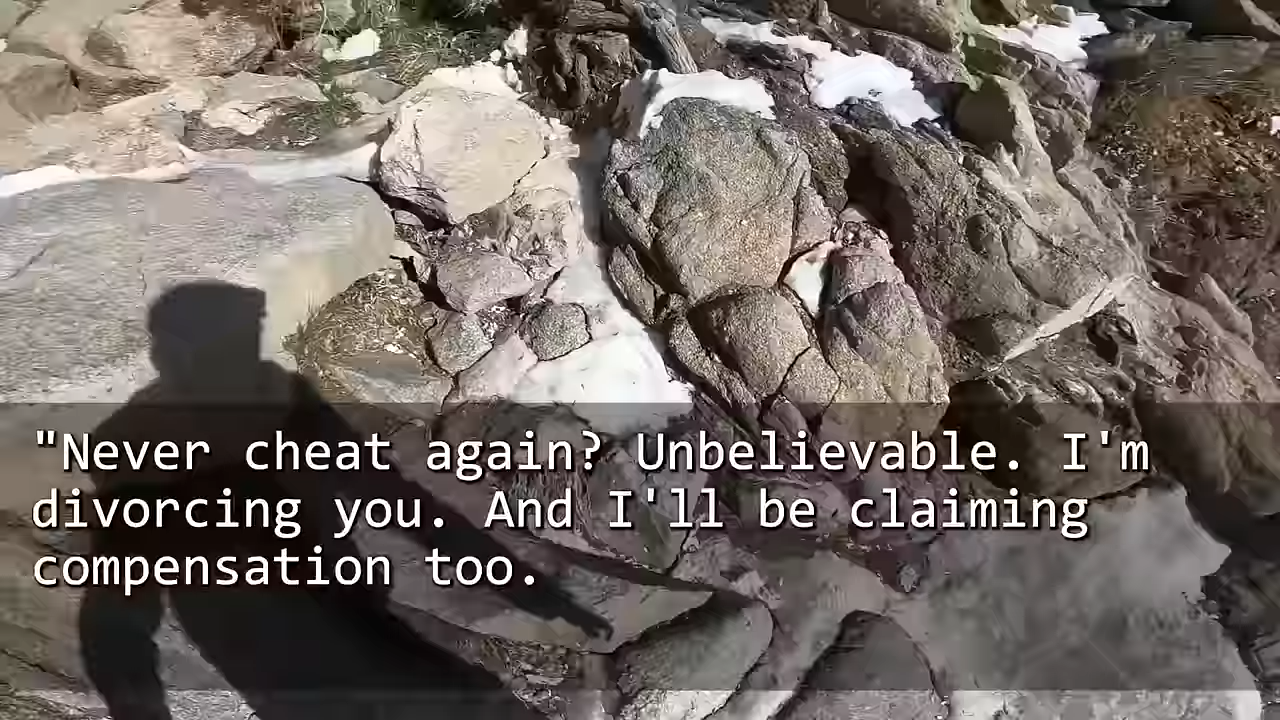 "Never cheat again? Unbelievable. I'm
divorcing you. And I'll be claiming
compensation too.